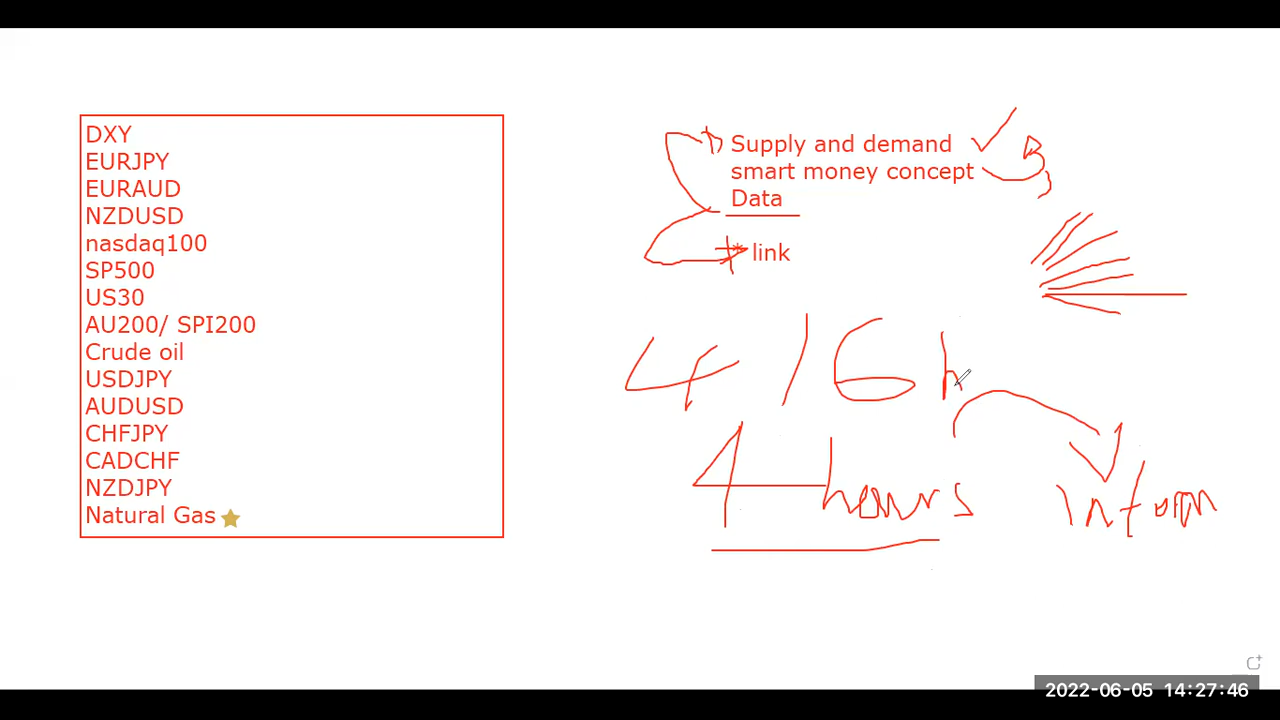 DXY
EURJPY
EURAUD
NZDUSD
nasdaq100
SP500
US30
AU200/ SPI200
Crude oil
USDJPY
AUDUSD
CHFJPY
CADCHF
NZDJPY
Natural Gas
Supply and demand
smart money concept
Data
* link
4 / 6 h
4 hours
inform
2022-06-05 14:27:46